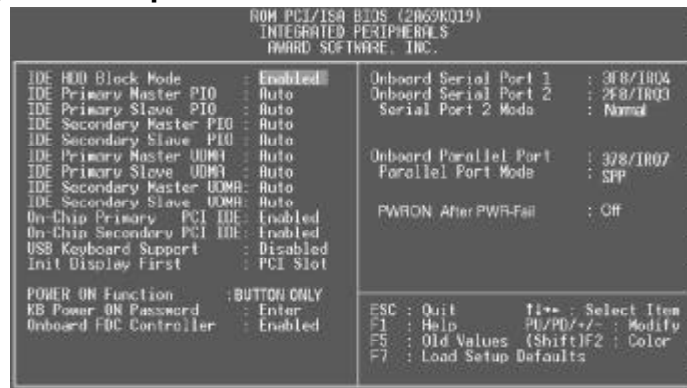 ROM PCI/ISA BIOS (2A69KQ19)
INTEGRATED PERIPHERALS
AWARD SOFTWARE, INC.
IDE HDD Block Mode : Enabled
IDE Primary Master PIO : Auto
IDE Primary Slave PIO : Auto
IDE Secondary Master PIO : Auto
IDE Secondary Slave PIO : Auto
IDE Primary Master UDMA : Auto
IDE Primary Slave UDMA : Auto
IDE Secondary Master UDMA: Auto
IDE Secondary Slave UDMA: Auto
On-Chip Primary PCI IDE: Enabled
On-Chip Secondary PCI IDE: Enabled
USB Keyboard Support : Disabled
Init Display First : PCI Slot
POWER ON Function :BUTTON ONLY
KB Power ON Password : Enter
Onboard FDC Controller : Enabled
Onboard Serial Port 1 : 3F8/IRQ4
Onboard Serial Port 2 : 2F8/IRQ3
Serial Port 2 Mode : Normal
Onboard Parallel Port : 378/IRQ7
Parallel Port Mode : SPP
PWRON After PWR-Fail : Off
ESC : Quit ↑↓→← : Select Item
F1 : Help PU/PD/+/- : Modify
F5 : Old Values (Shift)F2 : Color
F7 : Load Setup Defaults